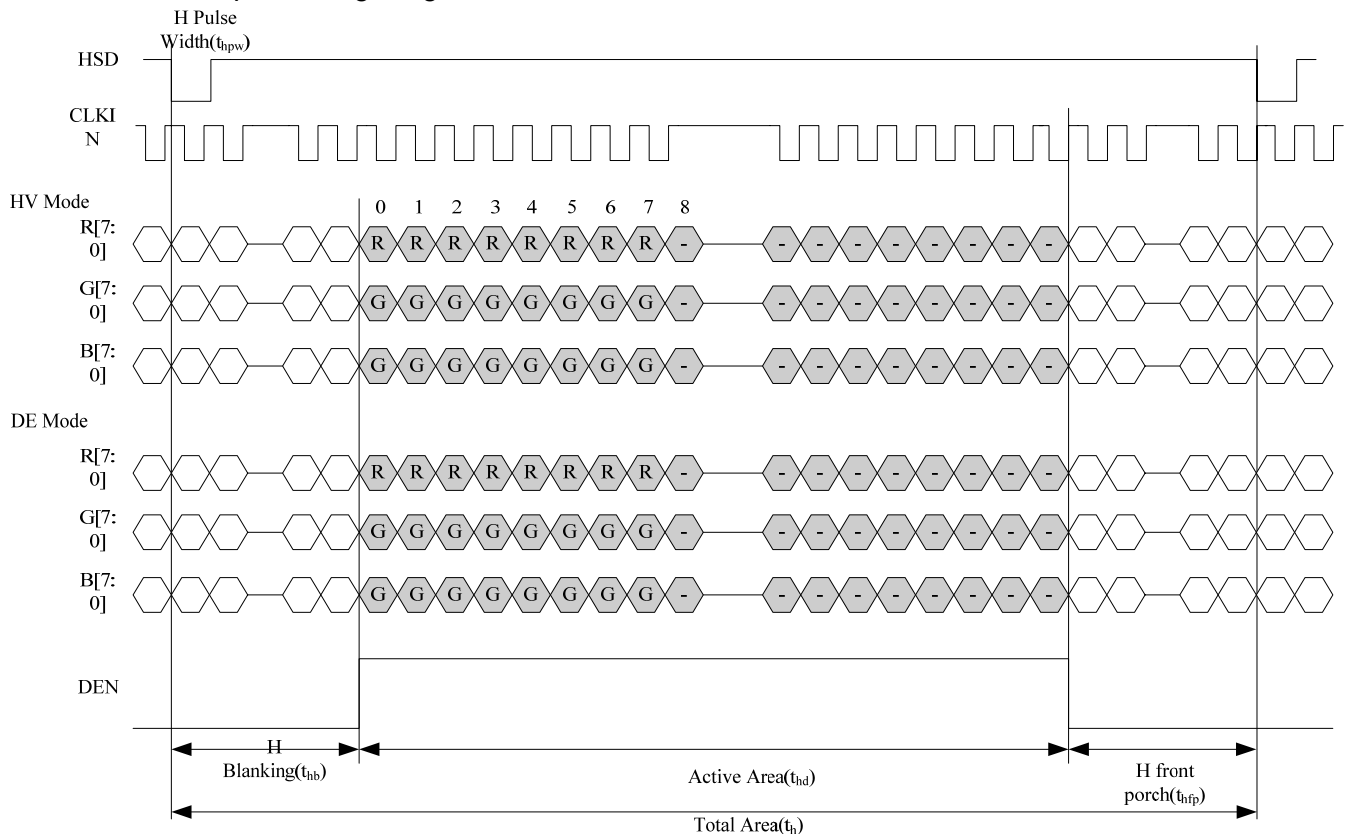 H Pulse
Width(thpw)
HSD
CLKI
N
HV Mode
0 1 2 3 4 5 6 7 8
R[7:
0]
R R R R R R R R - - - - - - - - -
G[7:
0]
G G G G G G G G - - - - - - - - -
B[7:
0]
G G G G G G G G - - - - - - - - -
DE Mode
R[7:
0]
R R R R R R R R - - - - - - - - -
G[7:
0]
G G G G G G G G - - - - - - - - -
B[7:
0]
G G G G G G G G - - - - - - - - -
DEN
H
Blanking(thb)
Active Area(thd)
H front
porch(thfp)
Total Area(th)